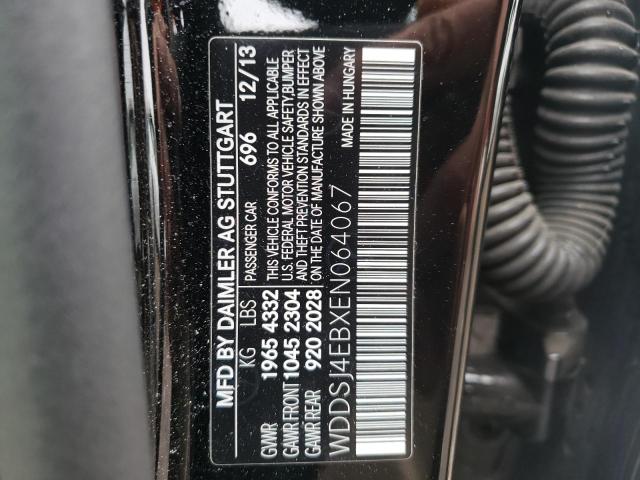 MFD BY DAIMLER AG STUTTGART
KG LBS PASSENGER CAR 696 12/13
GVWR 1965 4332 THIS VEHICLE CONFORMS TO ALL APPLICABLE
GAWR FRONT 1045 2304 U.S. FEDERAL MOTOR VEHICLE SAFETY, BUMPER
GAWR REAR 920 2028 AND THEFT PREVENTION STANDARDS IN EFFECT
ON THE DATE OF MANUFACTURE SHOWN ABOVE
WDDSJ4EBXEN064067 MADE IN HUNGARY